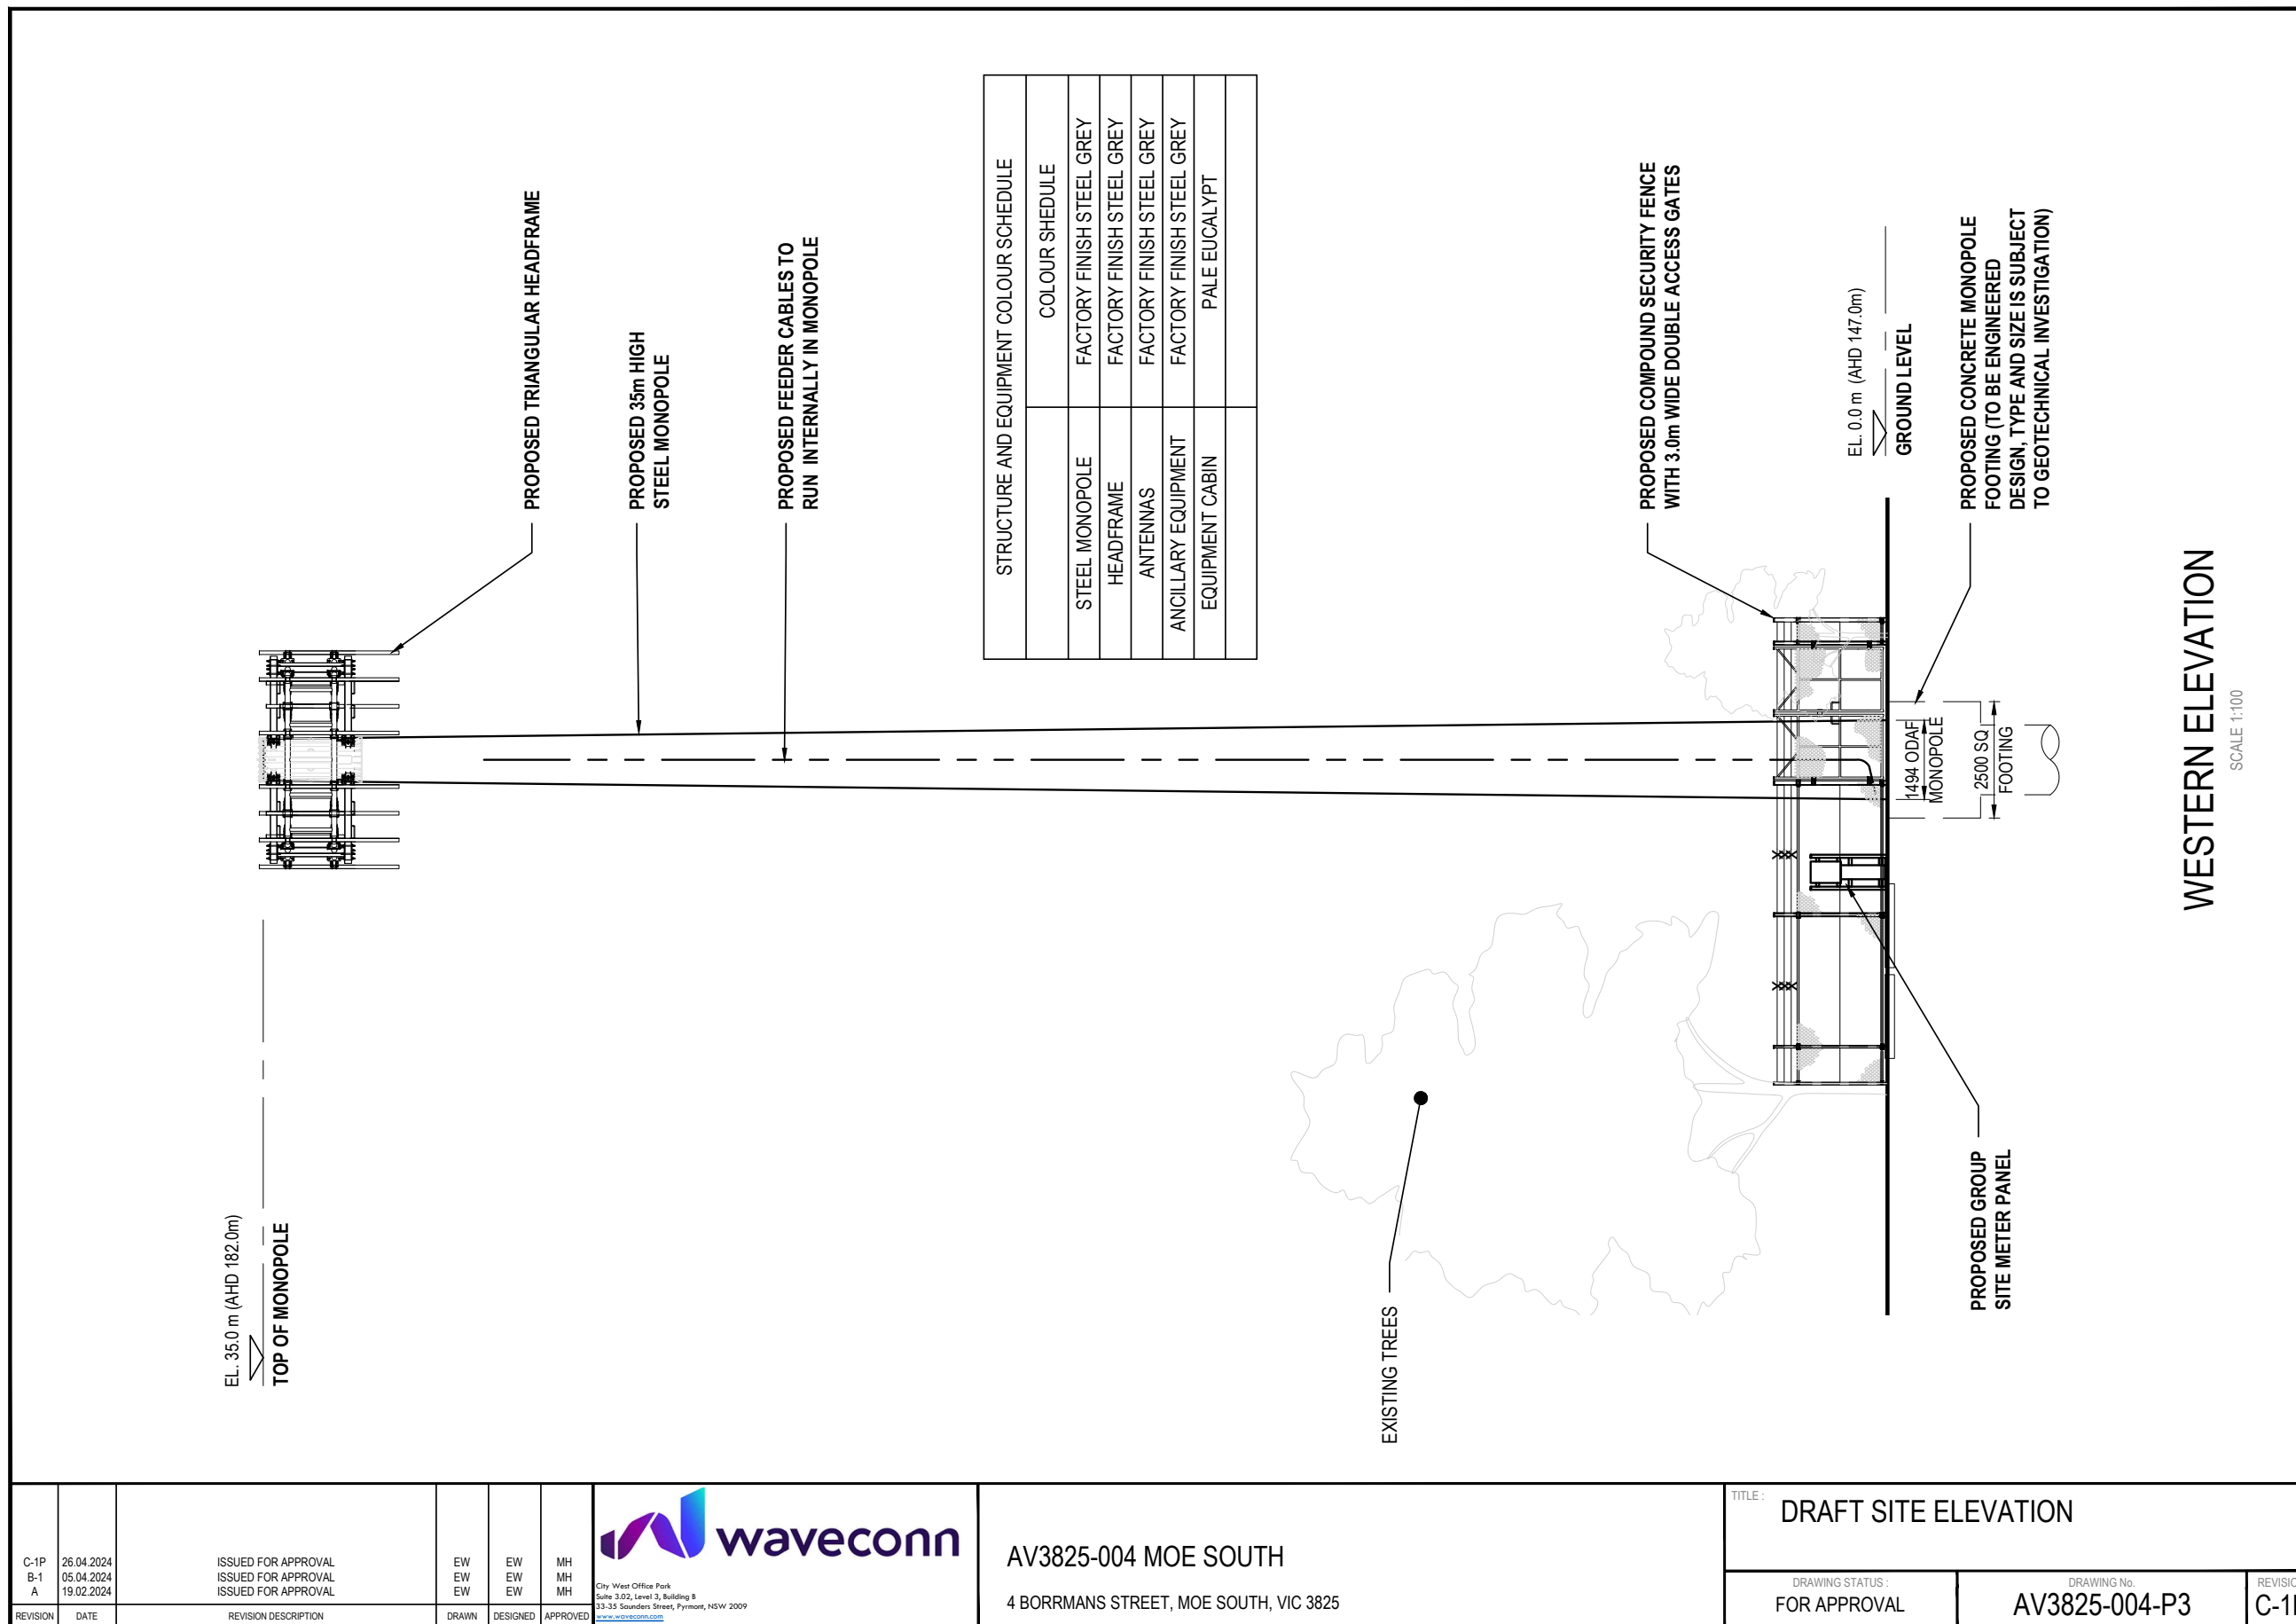 EL. 35.0 m (AHD 182.0m)
TOP OF MONOPOLE
PROPOSED TRIANGULAR HEADFRAME
PROPOSED 35m HIGH
STEEL MONOPOLE
PROPOSED FEEDER CABLES TO
RUN INTERNALLY IN MONOPOLE
STRUCTURE AND EQUIPMENT COLOUR SCHEDULE
COLOUR SHEDULE
STEEL MONOPOLE FACTORY FINISH STEEL GREY
HEADFRAME FACTORY FINISH STEEL GREY
ANTENNAS FACTORY FINISH STEEL GREY
ANCILLARY EQUIPMENT FACTORY FINISH STEEL GREY
EQUIPMENT CABIN PALE EUCALYPT
EXISTING TREES
PROPOSED COMPOUND SECURITY FENCE
WITH 3.0m WIDE DOUBLE ACCESS GATES
EL. 0.0 m (AHD 147.0m)
GROUND LEVEL
1494 ODAF
MONOPOLE
2500 SQ
FOOTING
PROPOSED CONCRETE MONOPOLE
FOOTING (TO BE ENGINEERED
DESIGN, TYPE AND SIZE IS SUBJECT
TO GEOTECHNICAL INVESTIGATION)
PROPOSED GROUP
SITE METER PANEL
WESTERN ELEVATION
SCALE 1:100
C-1P 26.04.2024 ISSUED FOR APPROVAL EW EW MH
B-1 05.04.2024 ISSUED FOR APPROVAL EW EW MH
A 19.02.2024 ISSUED FOR APPROVAL EW EW MH
REVISION DATE REVISION DESCRIPTION DRAWN DESIGNED APPROVED
waveconn
City West Office Park
Suite 3.02, Level 3, Building B
33-35 Saunders Street, Pyrmont, NSW 2009
www.waveconn.com
AV3825-004 MOE SOUTH
4 BORRMANS STREET, MOE SOUTH, VIC 3825
TITLE :
DRAFT SITE ELEVATION
DRAWING STATUS :
FOR APPROVAL
DRAWING No.
AV3825-004-P3